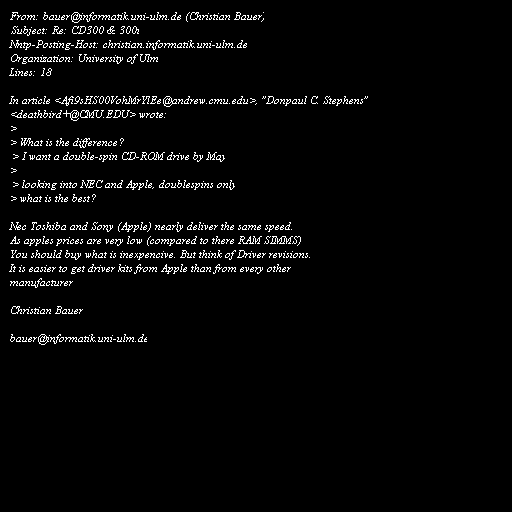 From: bauer@informatik.uni-ulm.de (Christian Bauer)
Subject: Re: CD300 & 300i
Nntp-Posting-Host: christian.informatik.uni-ulm.de
Organization: University of Ulm
Lines: 18

In article <Afi9sHS00VohMrYlEe@andrew.cmu.edu>, "Donpaul C. Stephens"
<deathbird+@CMU.EDU> wrote:
>
> What is the difference?
> I want a double-spin CD-ROM drive by May
>
> looking into NEC and Apple, doublespins only
> what is the best?

Nec Toshiba and Sony (Apple) nearly deliver the same speed.
As apples prices are very low (compared to there RAM SIMMS)
You should buy what is inexpencive. But think of Driver revisions.
It is easier to get driver kits from Apple than from every other
manufacturer

Christian Bauer

bauer@informatik.uni-ulm.de